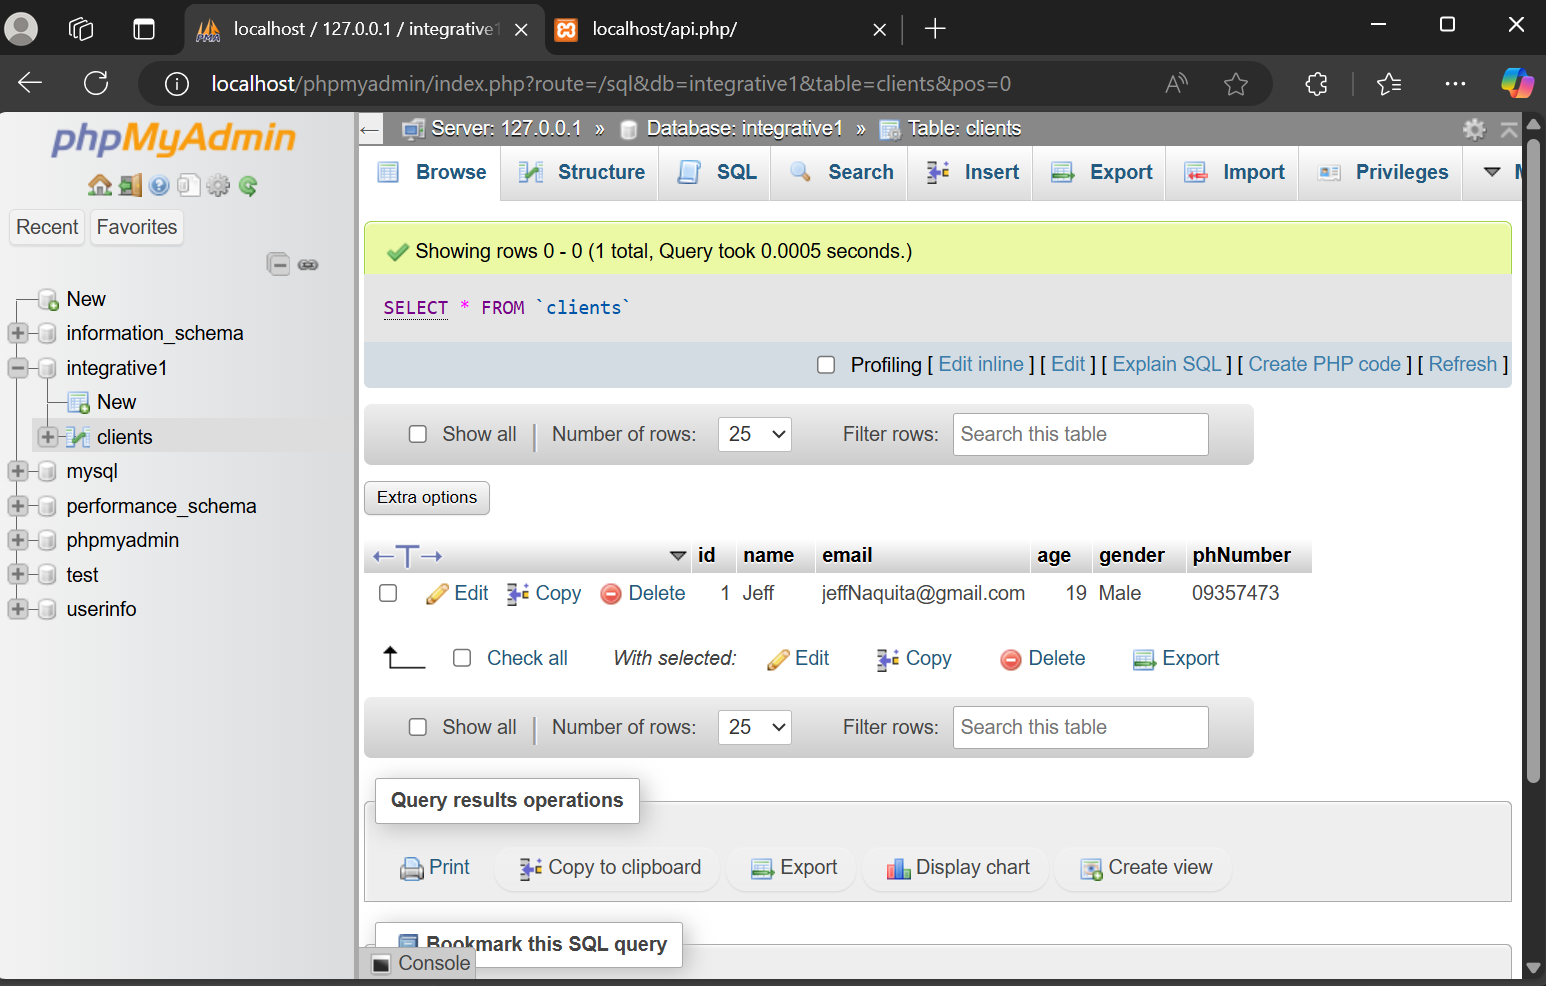 localhost / 127.0.0.1 / integrative1
localhost/api.php/
localhost/phpmyadmin/index.php?route=/sql&db=integrative1&table=clients&pos=0
phpMyAdmin
Recent
Favorites
New
information_schema
integrative1
New
clients
mysql
performance_schema
phpmyadmin
test
userinfo
Server: 127.0.0.1 » Database: integrative1 » Table: clients
Browse Structure SQL Search Insert Export Import Privileges
Showing rows 0 - 0 (1 total, Query took 0.0005 seconds.)
SELECT * FROM `clients`
Profiling [ Edit inline ] [ Edit ] [ Explain SQL ] [ Create PHP code ] [ Refresh ]
Show all | Number of rows: 25 Filter rows: Search this table
Extra options
id name email age gender phNumber
Edit Copy Delete 1 Jeff jeffNaquita@gmail.com 19 Male 09357473
Check all With selected: Edit Copy Delete Export
Show all | Number of rows: 25 Filter rows: Search this table
Query results operations
Print Copy to clipboard Export Display chart Create view
Bookmark this SQL query
Console